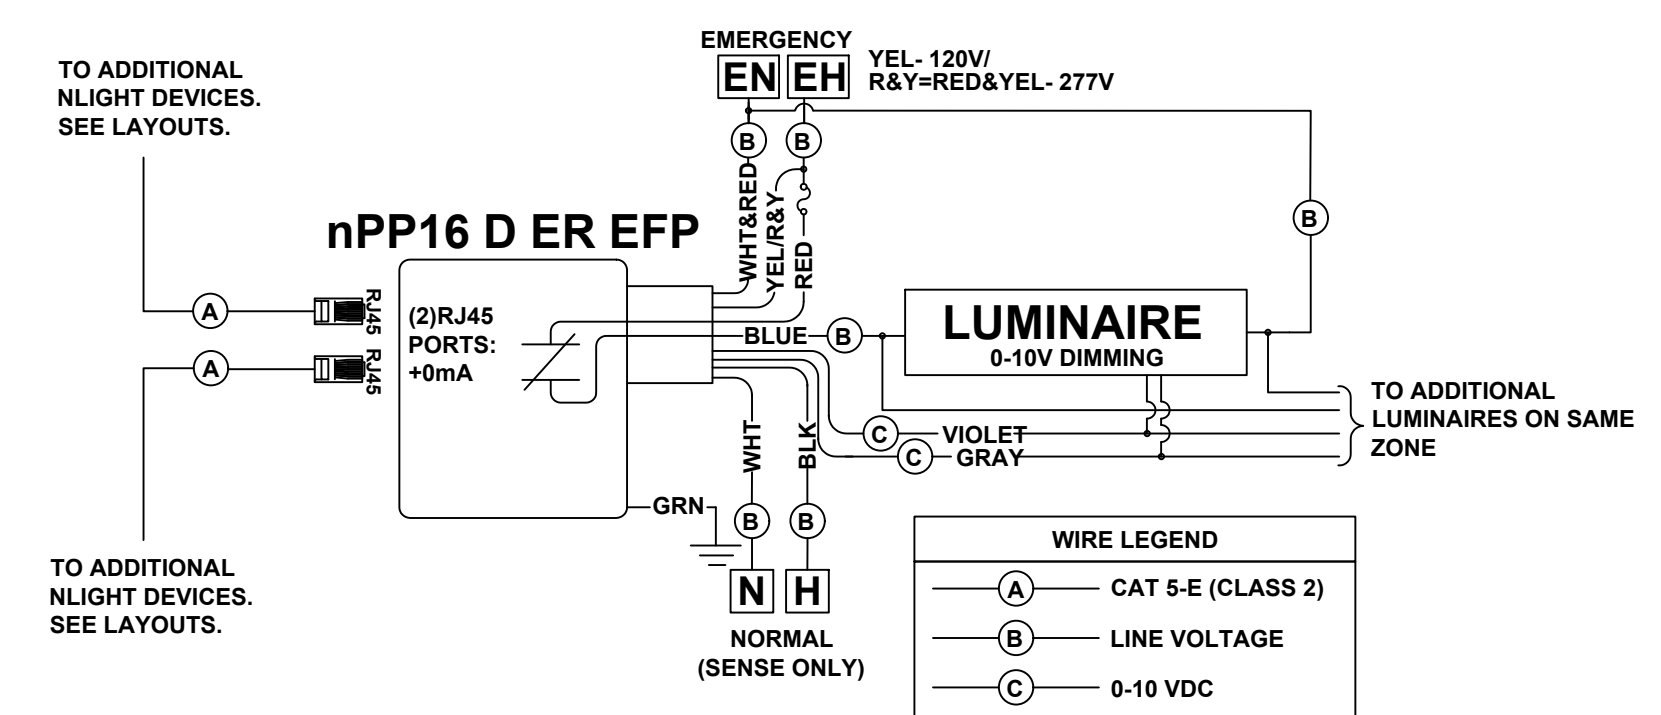 EMERGENCY
EN EH
YEL- 120V/
R&Y=RED&YEL- 277V
TO ADDITIONAL
NLIGHT DEVICES.
SEE LAYOUTS.
B
B
WHT&RED
YEL/R&Y
RED
B
nPP16 D ER EFP
A
RJ45
(2)RJ45
PORTS:
+0mA
A
RJ45
BLUE
B
LUMINAIRE
0-10V DIMMING
TO ADDITIONAL
LUMINAIRES ON SAME
ZONE
C
VIOLET
C
GRAY
WHT
BLK
GRN
B
B
N H
NORMAL
(SENSE ONLY)
TO ADDITIONAL
NLIGHT DEVICES.
SEE LAYOUTS.
WIRE LEGEND
A CAT 5-E (CLASS 2)
B LINE VOLTAGE
C 0-10 VDC